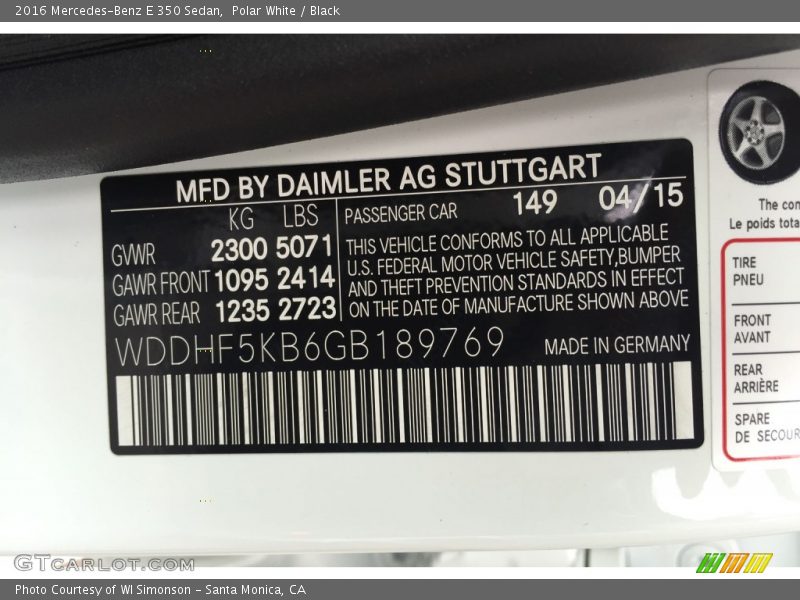 2016 Mercedes-Benz E 350 Sedan, Polar White / Black
MFD BY DAIMLER AG STUTTGART
KG LBS
GVWR 2300 5071
GAWR FRONT 1095 2414
GAWR REAR 1235 2723
PASSENGER CAR 149 04/15
THIS VEHICLE CONFORMS TO ALL APPLICABLE
U.S. FEDERAL MOTOR VEHICLE SAFETY,BUMPER
AND THEFT PREVENTION STANDARDS IN EFFECT
ON THE DATE OF MANUFACTURE SHOWN ABOVE
WDDHF5KB6GB189769 MADE IN GERMANY
The
Le poids
TIRE
PNEU
FRONT
AVANT
REAR
ARRIÈRE
SPARE
DE
GTCARLOT.COM
Photo Courtesy of WI Simonson - Santa Monica, CA